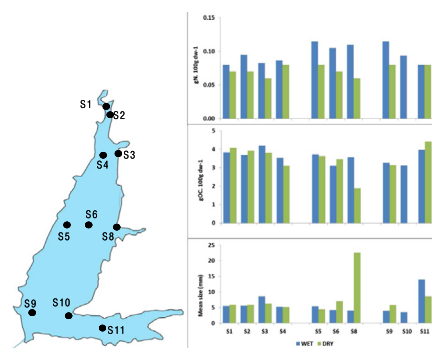 S1
S2
S3
S4
S6
S5
S8
S9
S10
S11
gN. 100g dw-1
0.15
0.10
0.05
0.00
gOC. 100g dw-1
5
4
3
2
1
0
Mean size (mm)
25
20
15
10
5
0
S1 S2 S3 S4 S5 S6 S8 S9 S10 S11
WET DRY